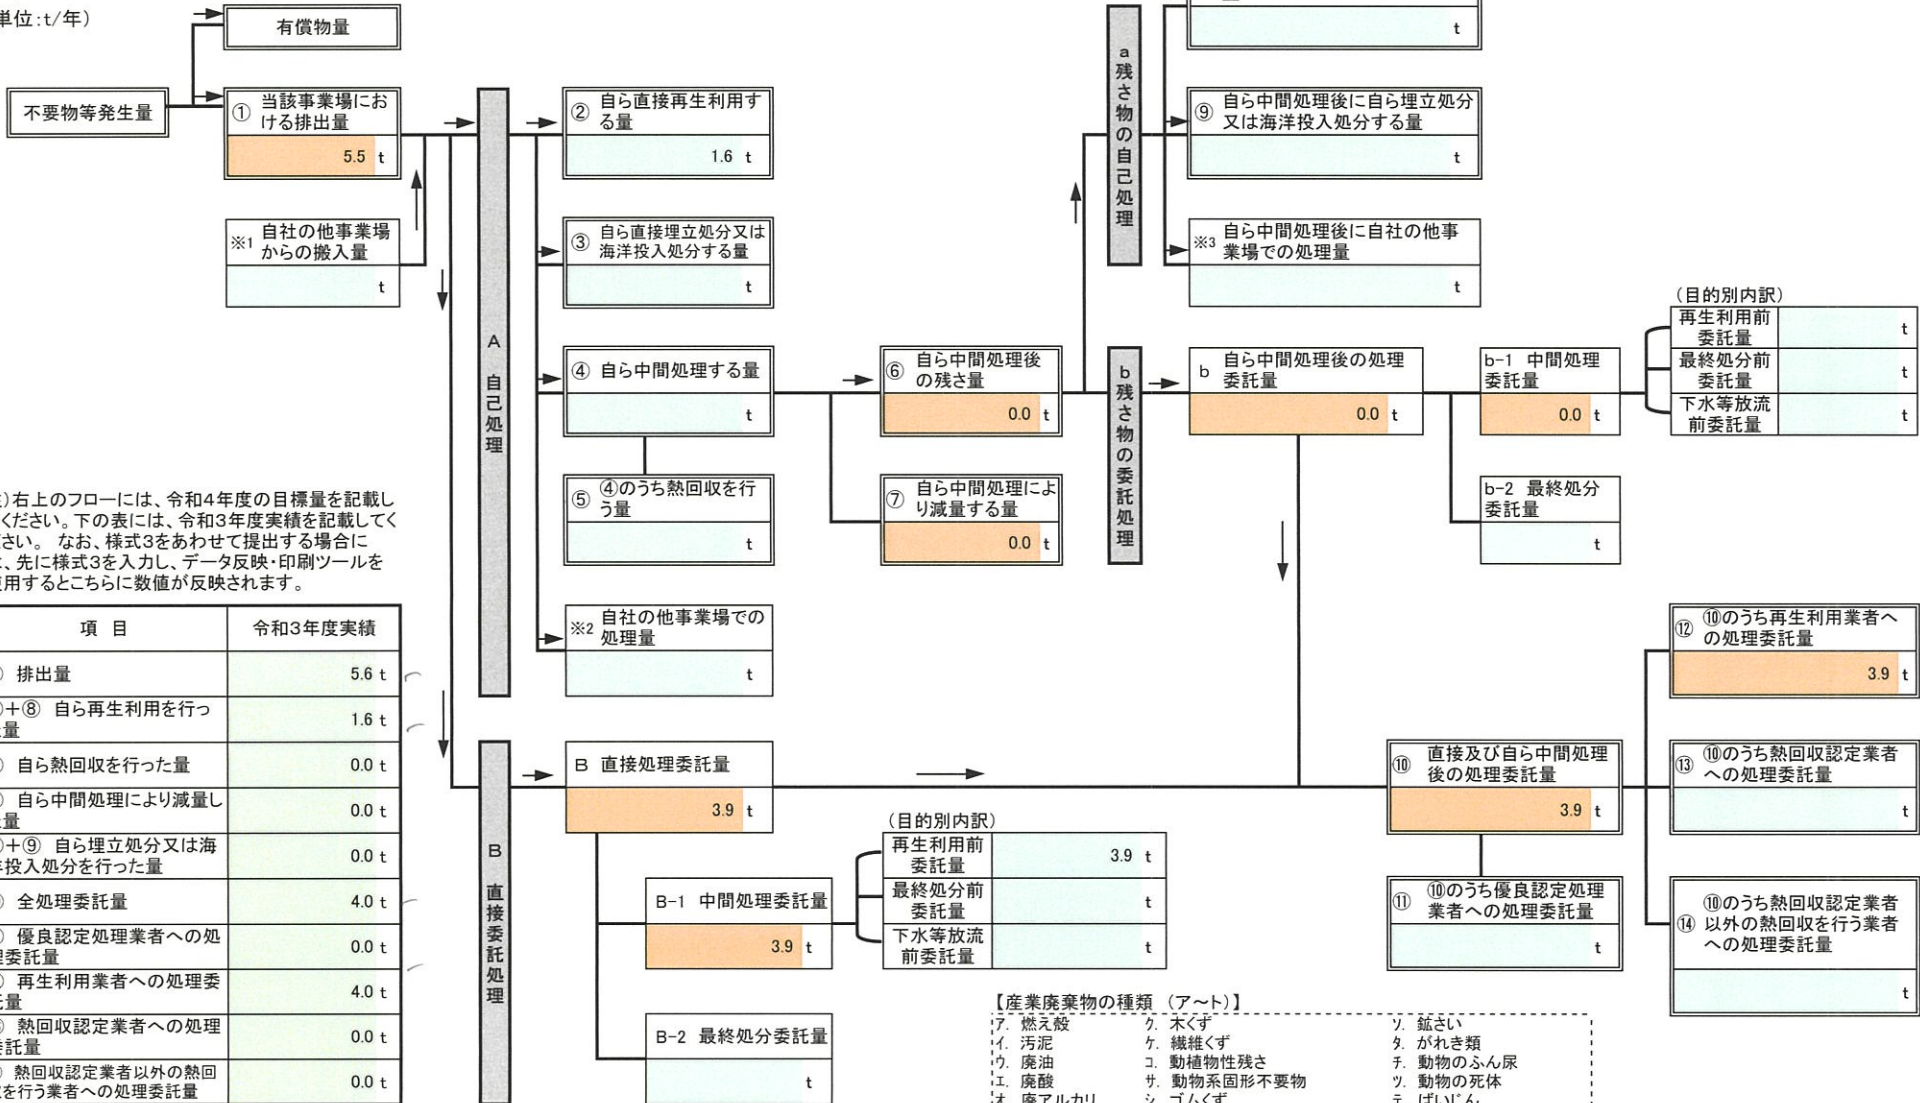 単位:t/年)
有償物量
不要物等発生量
① 当該事業場にお
ける排出量
5.5 t
※1 自社の他事業場
からの搬入量
t
A 自己処理
② 自ら直接再生利用す
る量
1.6 t
③ 自ら直接埋立処分又は
海洋投入処分する量
t
④ 自ら中間処理する量
t
⑤ ④のうち熱回収を行
う量
t
※2 自社の他事業場での
処理量
t
⑥ 自ら中間処理後
の残さ量
0.0 t
⑦ 自ら中間処理によ
り減量する量
0.0 t
a 残さ物の自己処理
t
⑨ 自ら中間処理後に自ら埋立処分
又は海洋投入処分する量
t
※3 自ら中間処理後に自社の他事
業場での処理量
t
b 残さ物の委託処理
b 自ら中間処理後の処理
委託量
0.0 t
b-1 中間処理
委託量
0.0 t
(目的別内訳)
再生利用前
委託量
t
最終処分前
委託量
t
下水等放流
前委託量
t
b-2 最終処分
委託量
t
)右上のフローには、令和4年度の目標量を記載し
ください。下の表には、令和3年度実績を記載してく
さい。 なお、様式3をあわせて提出する場合に
、先に様式3を入力し、データ反映・印刷ツールを
用するとこちらに数値が反映されます。
項 目 令和3年度実績
) 排出量 5.6 t
)+⑧ 自ら再生利用を行っ
量 1.6 t
) 自ら熱回収を行った量 0.0 t
) 自ら中間処理により減量し
量 0.0 t
)+⑨ 自ら埋立処分又は海
投入処分を行った量 0.0 t
) 全処理委託量 4.0 t
) 優良認定処理業者への処
委託量 0.0 t
) 再生利用業者への処理委
量 4.0 t
) 熱回収認定業者への処理
託量 0.0 t
) 熱回収認定業者以外の熱回
を行う業者への処理委託量 0.0 t
B 直接委託処理
B 直接処理委託量
3.9 t
B-1 中間処理委託量
3.9 t
(目的別内訳)
再生利用前
委託量
3.9 t
最終処分前
委託量
t
下水等放流
前委託量
t
B-2 最終処分委託量
t
⑩ 直接及び自ら中間処理
後の処理委託量
3.9 t
⑪ ⑩のうち優良認定処理
業者への処理委託量
t
⑫ ⑩のうち再生利用業者へ
の処理委託量
3.9 t
⑬ ⑩のうち熱回収認定業者
への処理委託量
t
⑭ ⑩のうち熱回収認定業者
以外の熱回収を行う業者
への処理委託量
t
【産業廃棄物の種類 (ア~ト)】
ア. 燃え殻 ク. 木くず ソ. 鉱さい
イ. 汚泥 ケ. 繊維くず タ. がれき類
ウ. 廃油 コ. 動植物性残さ チ. 動物のふん尿
エ. 廃酸 サ. 動物系固形不要物 ツ. 動物の死体
オ. 廃アルカリ シ. ゴムくず テ. ばいじん